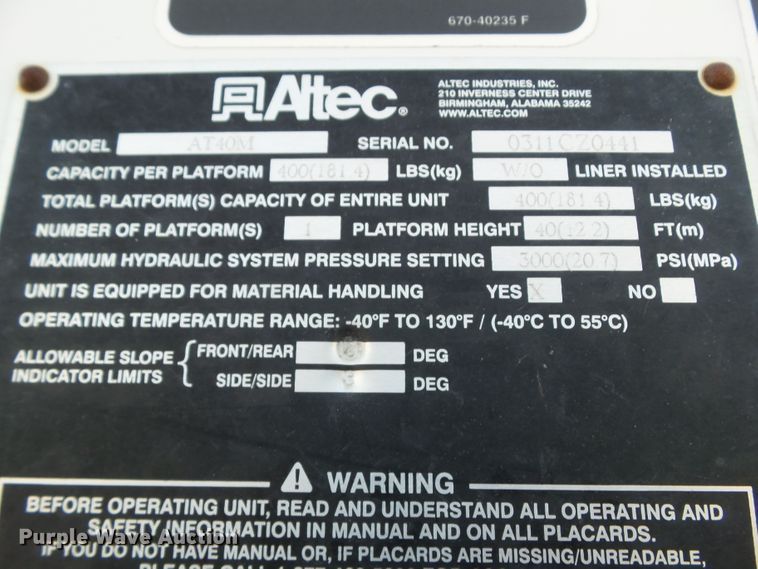 670-40235 F
Altec®
ALTEC INDUSTRIES, INC.
210 INVERNESS CENTER DRIVE
BIRMINGHAM, ALABAMA 35242
WWW.ALTEC.COM
MODEL AT40M SERIAL NO. 0311CZ0441
CAPACITY PER PLATFORM 400(181.4) LBS(kg) W/O LINER INSTALLED
TOTAL PLATFORM(S) CAPACITY OF ENTIRE UNIT 400(181.4) LBS(kg)
NUMBER OF PLATFORM(S) 1 PLATFORM HEIGHT 40(12.2) FT(m)
MAXIMUM HYDRAULIC SYSTEM PRESSURE SETTING 3000(20.7) PSI(MPa)
UNIT IS EQUIPPED FOR MATERIAL HANDLING YES X NO
OPERATING TEMPERATURE RANGE: -40°F TO 130°F / (-40°C TO 55°C)
ALLOWABLE SLOPE INDICATOR LIMITS
FRONT/REAR DEG
SIDE/SIDE DEG
WARNING
BEFORE OPERATING UNIT, READ AND UNDERSTAND ALL OPERATING AND
SAFETY INFORMATION IN MANUAL AND ON ALL PLACARDS.
IF YOU DO NOT HAVE MANUAL OR, IF PLACARDS ARE MISSING/UNREADABLE,
Purple Wave Auction